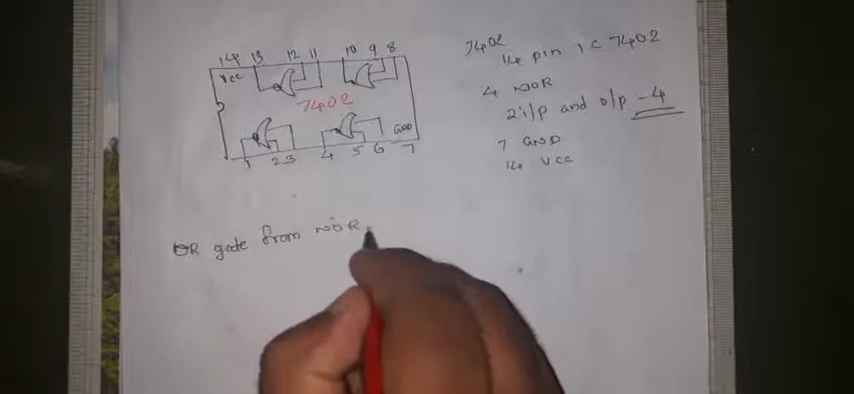 14 13 12 11 10 9 8
VCC
7402
GND
1 2 3 4 5 6 7
7402
14 pin IC 7402
4 NOR
2 i/p and o/p - 4
7 GND
14 VCC
OR gate from NOR